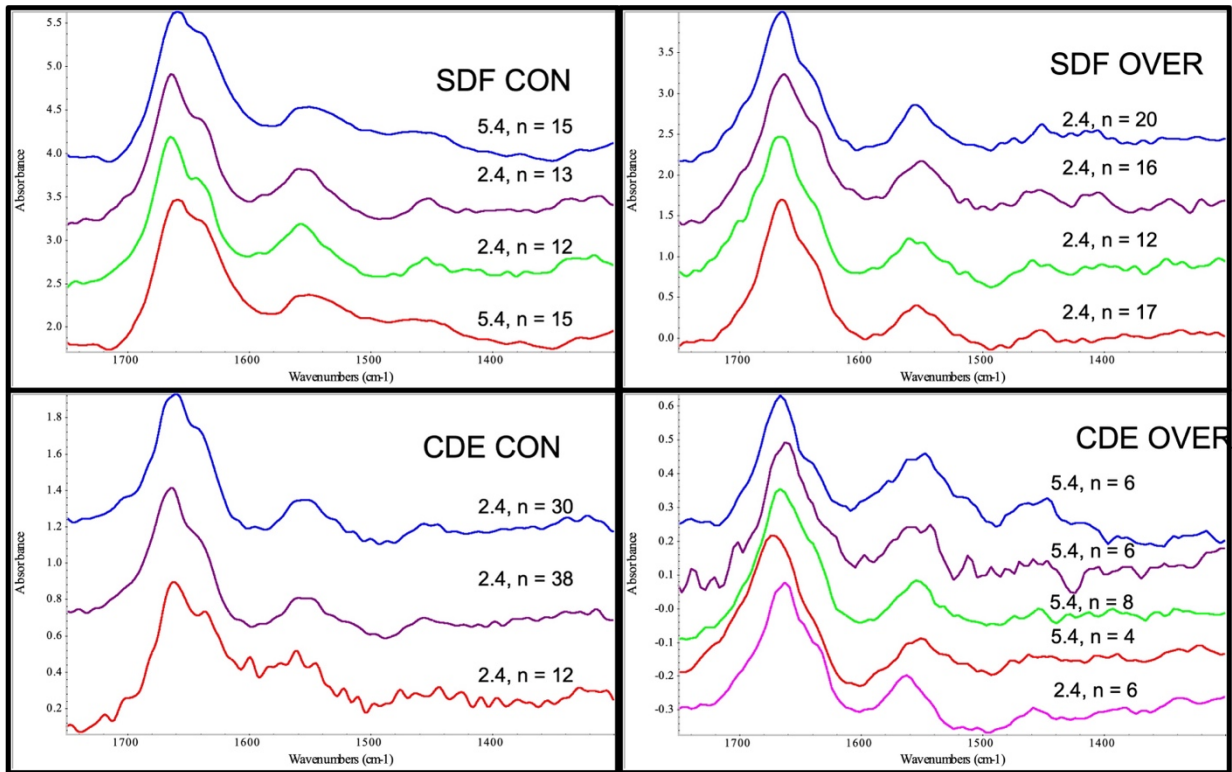 5.5
5.0
4.5
4.0
3.5
3.0
2.5
2.0
Absorbance
SDF CON
5.4, n = 15
2.4, n = 13
2.4, n = 12
5.4, n = 15
1700
1600
1500
1400
Wavenumbers (cm-1)
3.5
3.0
2.5
2.0
1.5
1.0
0.5
0.0
Absorbance
SDF OVER
2.4, n = 20
2.4, n = 16
2.4, n = 12
2.4, n = 17
1700
1600
1500
1400
Wavenumbers (cm-1)
1.8
1.6
1.4
1.2
1.0
0.8
0.6
0.4
0.2
Absorbance
CDE CON
2.4, n = 30
2.4, n = 38
2.4, n = 12
1700
1600
1500
1400
Wavenumbers (cm-1)
0.6
0.5
0.4
0.3
0.2
0.1
-0.0
-0.1
-0.2
-0.3
Absorbance
CDE OVER
5.4, n = 6
5.4, n = 6
5.4, n = 8
5.4, n = 4
2.4, n = 6
1700
1600
1500
1400
Wavenumbers (cm-1)